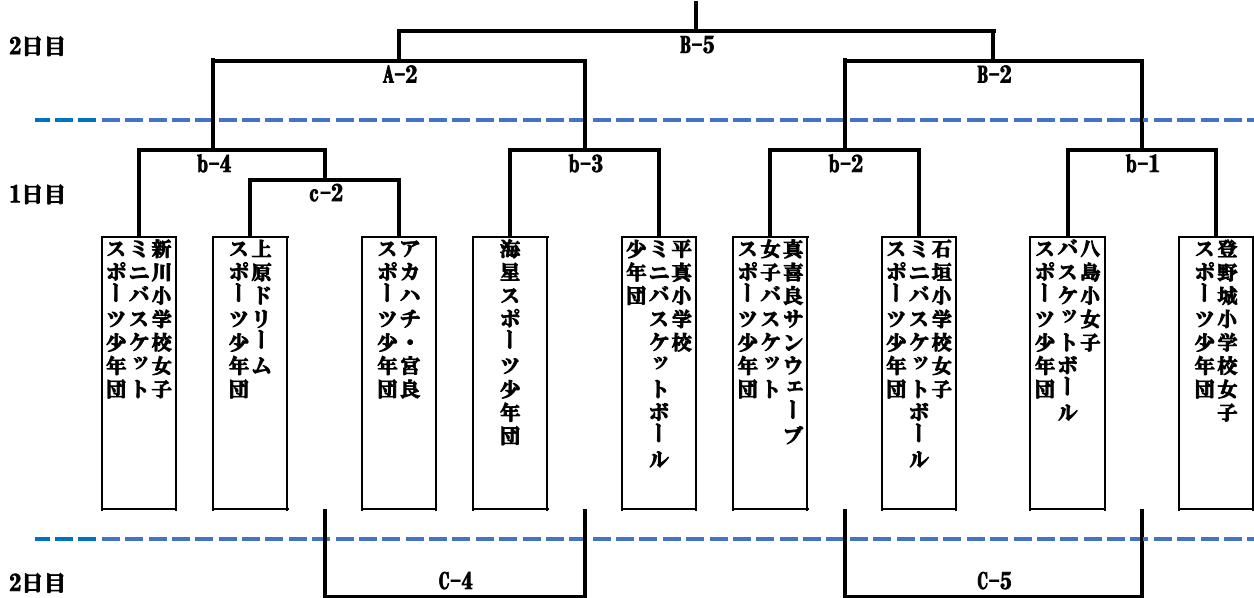 B-5
2日目
A-2
B-2
b-4
b-3
b-2
b-1
1日目
c-2
新川小学校女子
ミニバスケット
スポーツ少年団
上原ドリーム
スポーツ少年団
アカハチ・宮良
スポーツ少年団
海星スポーツ少年団
平真小学校
ミニバスケットボール
少年団
真喜良サンウェーブ
女子バスケット
スポーツ少年団
石垣小学校女子
ミニバスケットボール
スポーツ少年団
八島小女子
バスケットボール
スポーツ少年団
登野城小学校女子
スポーツ少年団
2日目
C-4
C-5